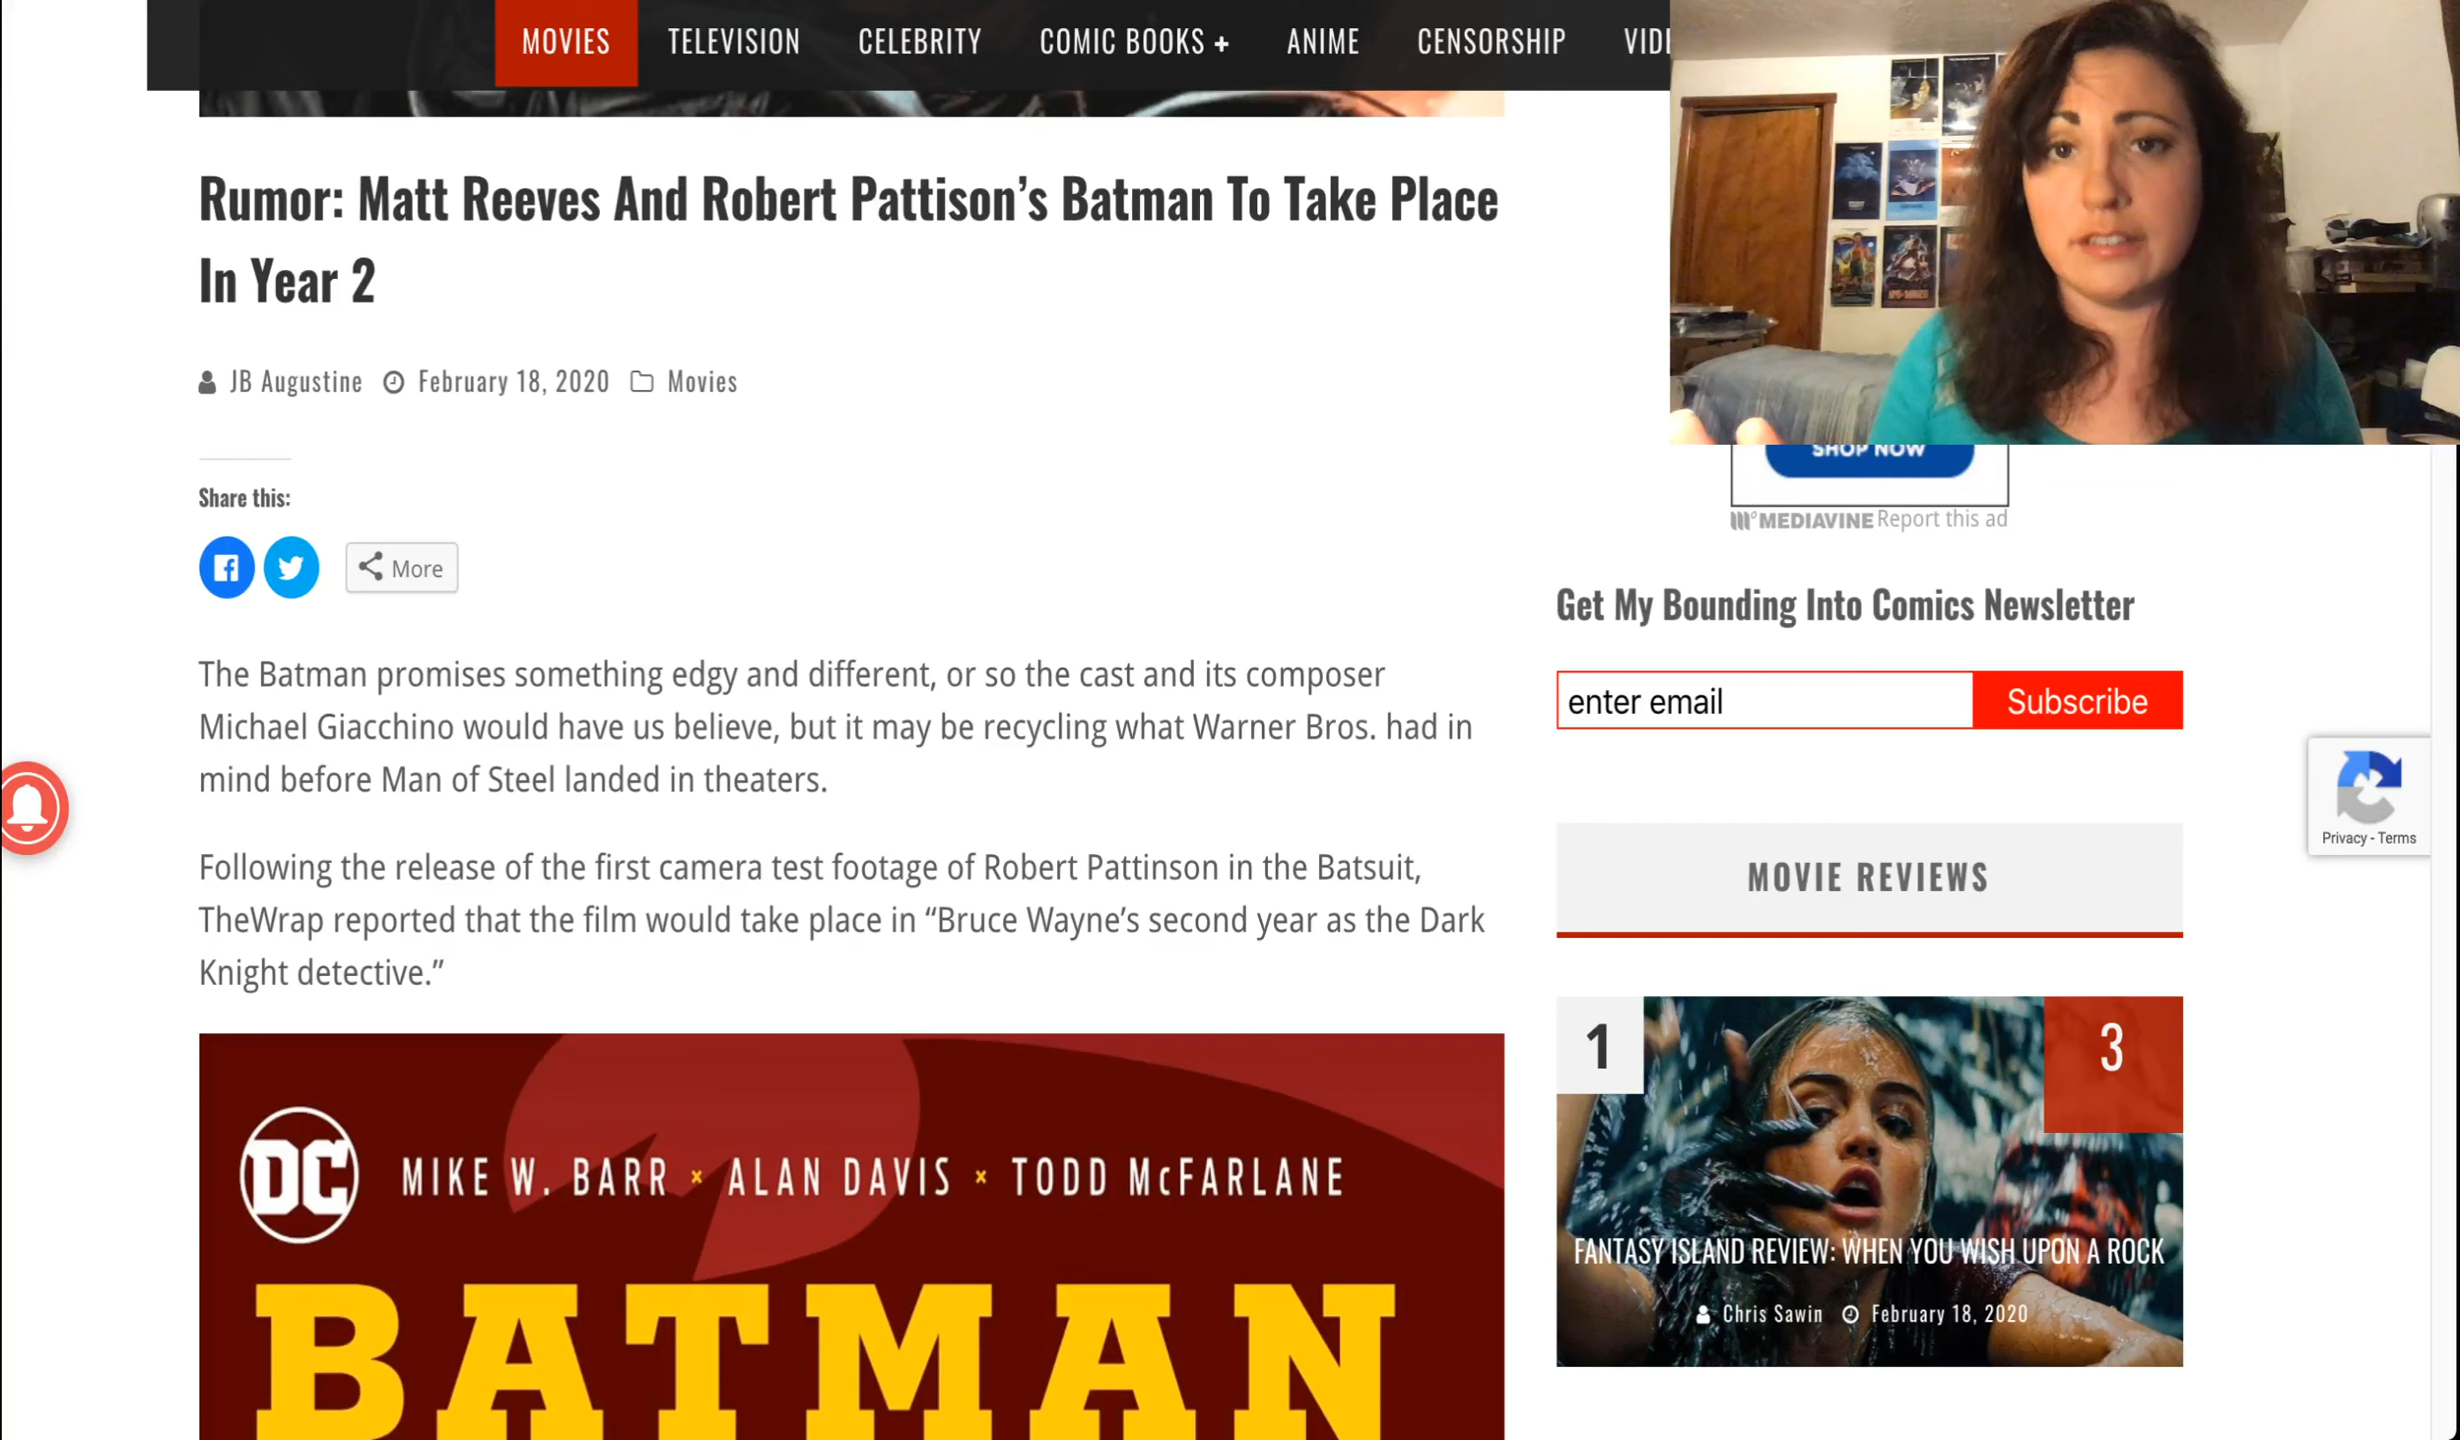 MOVIES TELEVISION CELEBRITY COMIC BOOKS + ANIME CENSORSHIP
Rumor: Matt Reeves And Robert Pattison’s Batman To Take Place
In Year 2
JB Augustine February 18, 2020 Movies
Share this:
More
The Batman promises something edgy and different, or so the cast and its composer
Michael Giacchino would have us believe, but it may be recycling what Warner Bros. had in
mind before Man of Steel landed in theaters.
Following the release of the first camera test footage of Robert Pattinson in the Batsuit,
TheWrap reported that the film would take place in “Bruce Wayne’s second year as the Dark
Knight detective.”
DC MIKE W. BARR × ALAN DAVIS × TODD McFARLANE
BATMAN
SHOP NOW
MEDIAVINE Report this ad
Get My Bounding Into Comics Newsletter
enter email Subscribe
Privacy - Terms
MOVIE REVIEWS
1 3
FANTASY ISLAND REVIEW: WHEN YOU WISH UPON A ROCK
Chris Sawin February 18, 2020